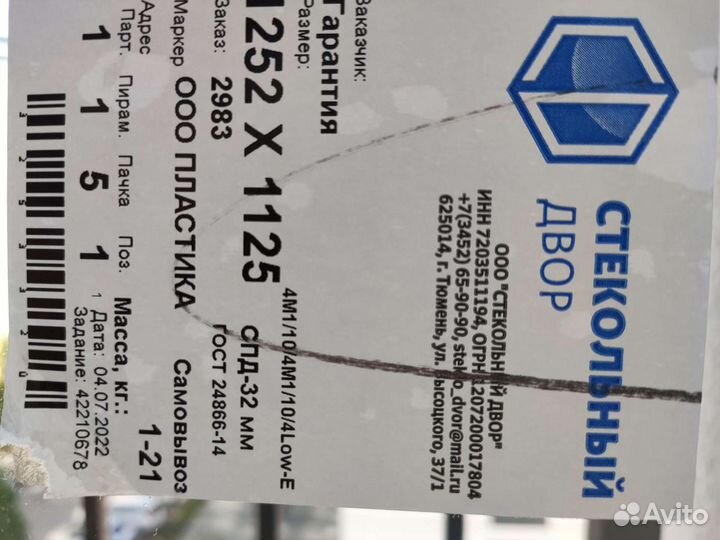 СТЕКОЛЬНЫЙ
ДВОР
ООО "СТЕКОЛЬНЫЙ ДВОР"
ИНН 7203511194, ОГРН 1207200017804
+7(3452) 65-90-90, steklo_dvor@mail.ru
625014, г. Тюмень, ул. Высоцкого, 37/1
Заказчик:
Гарантия
Размер:
1252 X 1125
4M1/10/4M1/10/4Low-E
СПД-32 мм
Заказ: 2983
ГОСТ 24866-14
Маркер ООО ПЛАСТИКА Самовывоз
Адрес
1-21
Парт. Пирам. Пачка Поз. Масса, кг.:
1 1 5 1
1 Дата: 04.07.2022
Задание: 42210678
Avito